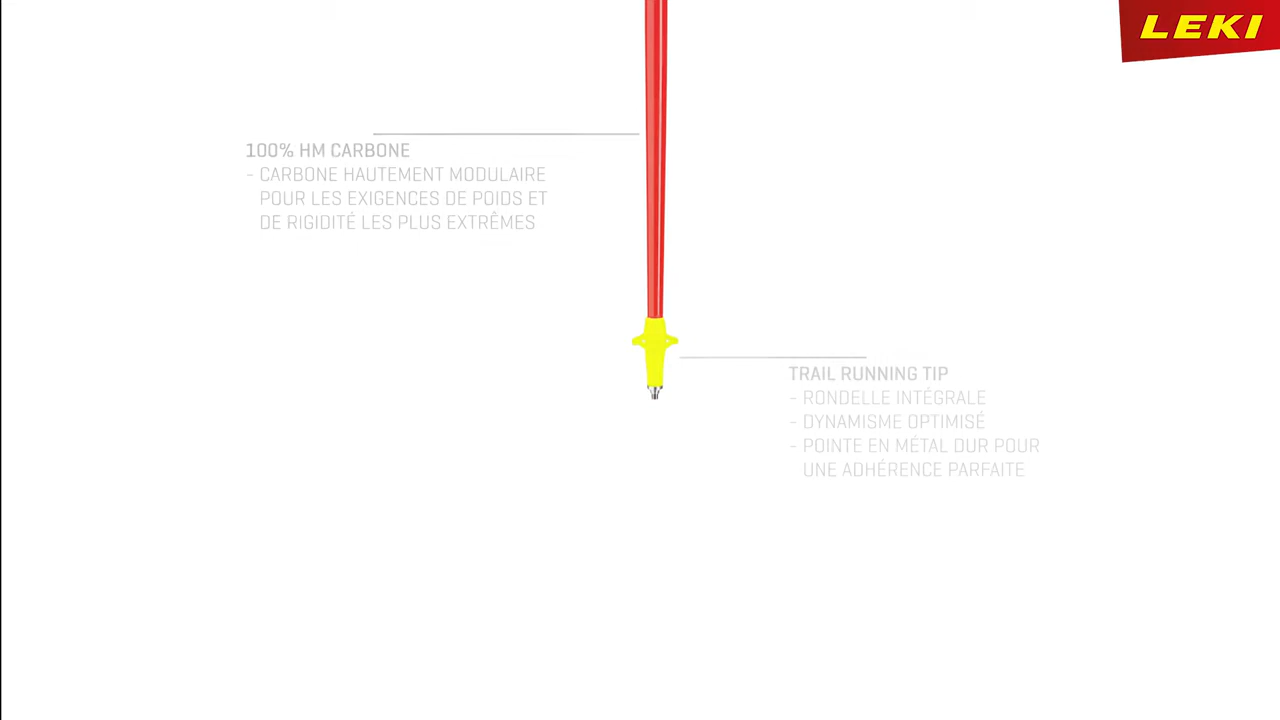 LEKI
100% HM CARBONE
- CARBONE HAUTEMENT MODULAIRE
POUR LES EXIGENCES DE POIDS ET
DE RIGIDITÉ LES PLUS EXTRÊMES
TRAIL RUNNING TIP
- RONDELLE INTÉGRALE
- DYNAMISME OPTIMISÉ
- POINTE EN MÉTAL DUR POUR
UNE ADHÉRENCE PARFAITE